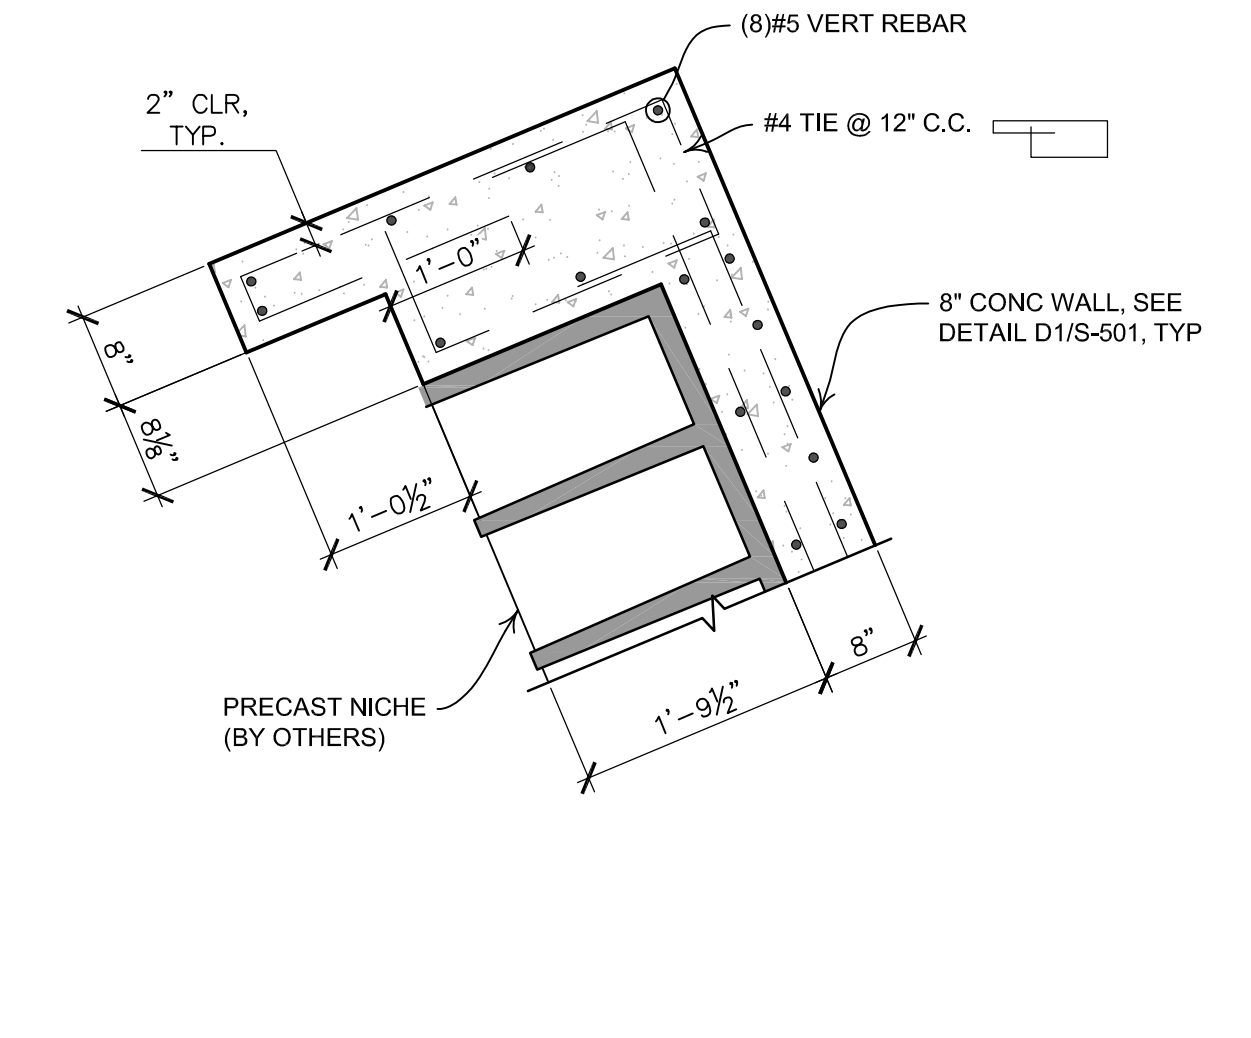 (8)#5 VERT REBAR
2” CLR,
TYP.
#4 TIE @ 12" C.C.
1’-0”
8" CONC WALL, SEE
DETAIL D1/S-501, TYP
8”
8⅛”
1’-0½”
8”
PRECAST NICHE
(BY OTHERS)
1’-9½”